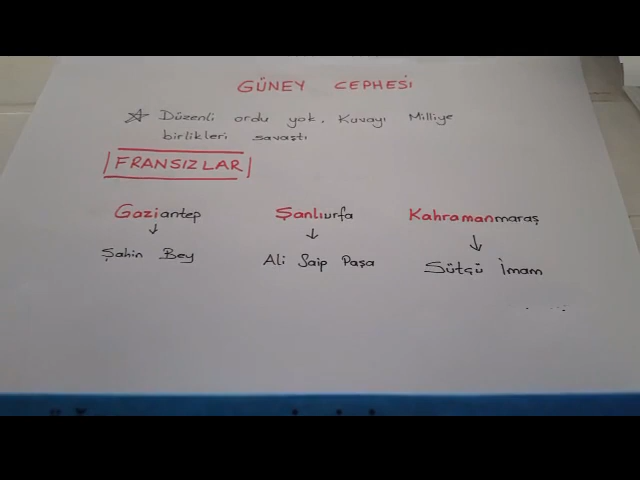 GÜNEY CEPHESİ
☆ Düzenli ordu yok. Kuvayı Milliye
birlikleri savaştı
FRANSIZLAR
Gaziantep Şanlıurfa Kahramanmaraş
↓ ↓ ↓
Şahin Bey Ali Saip Paşa Sütçü İmam